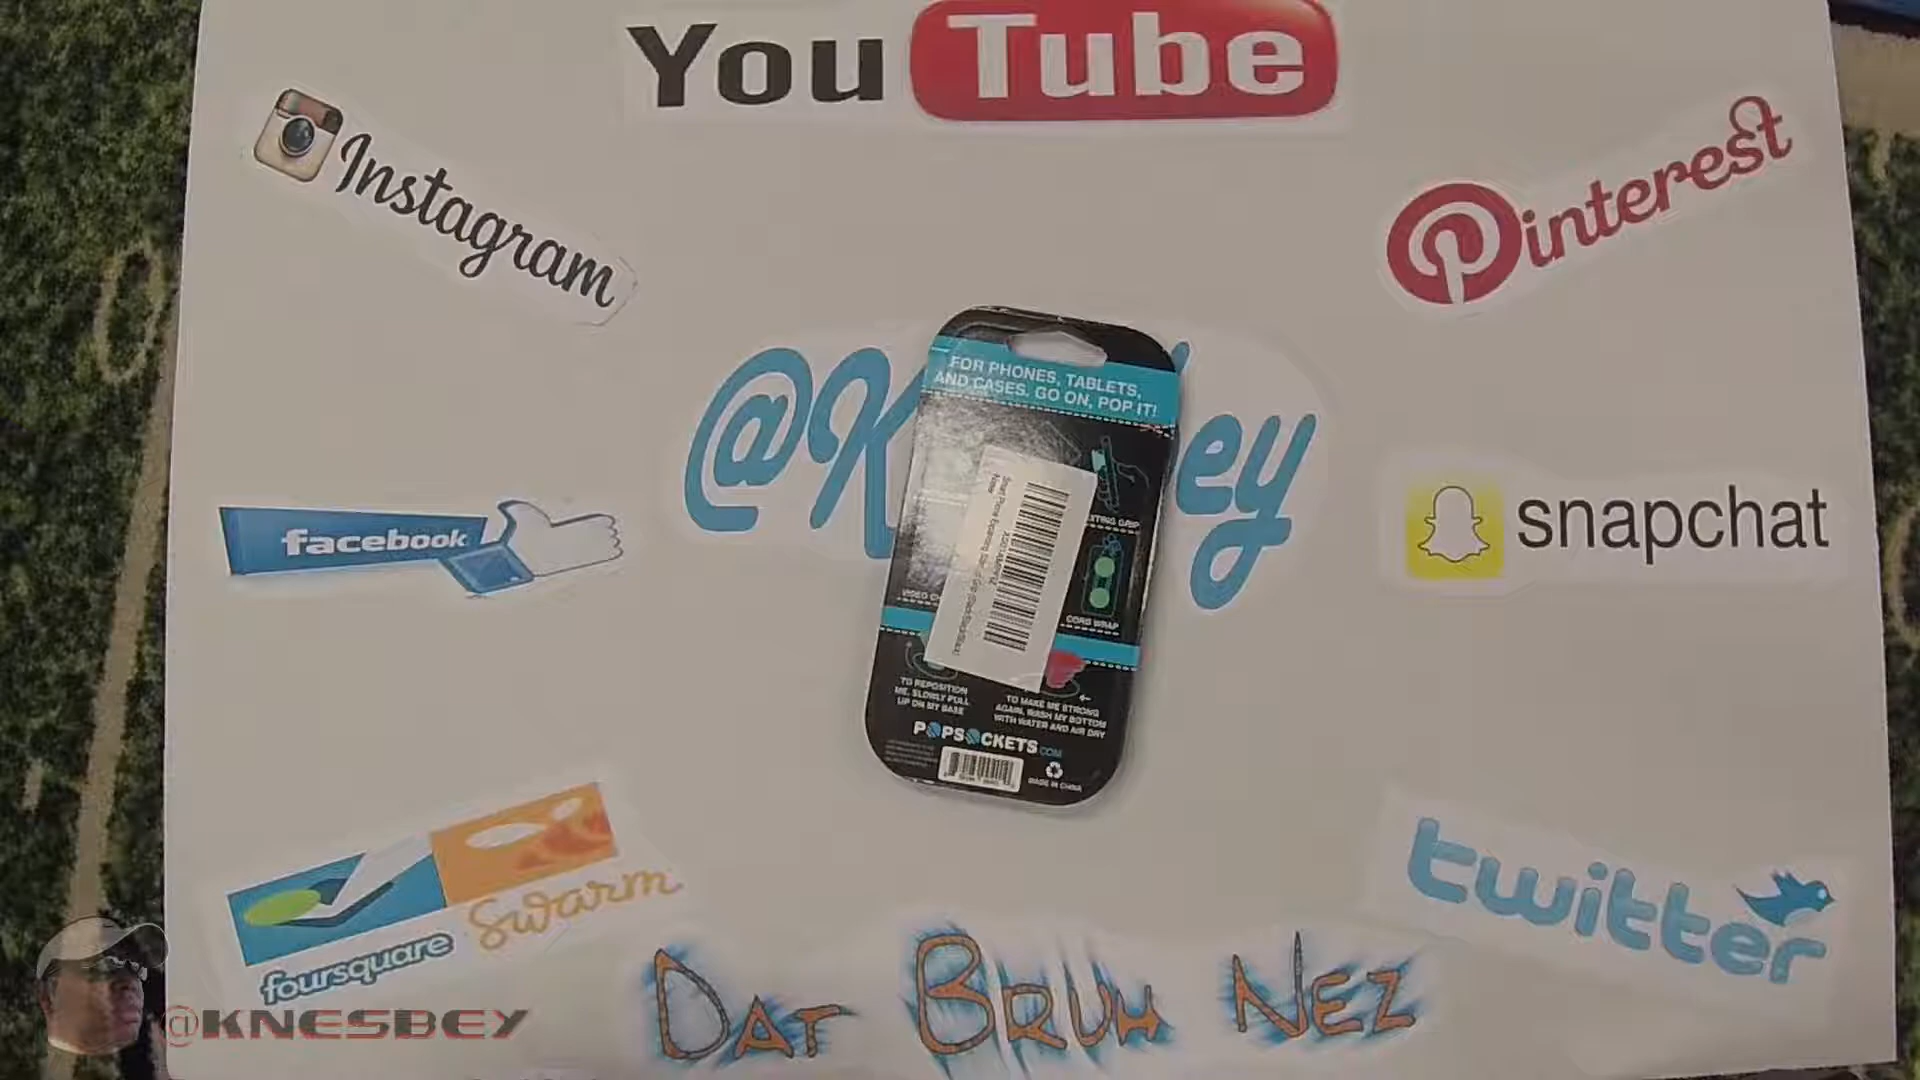 YouTube
Instagram
Pinterest
FOR PHONES, TABLETS,
AND CASES. GO ON, POP IT!
@K ey
facebook
snapchat
CORD WRAP
TO REPOSITION
ME, SLOWLY PULL
UP ON MY BASE
TO MAKE ME STRONG
AGAIN, WASH MY BOTTOM
WITH WATER AND AIR DRY
POPSOCKETS.COM
MADE IN CHINA
swarm
foursquare
twitter
DAT BRUH NEZ
@KNESBEY